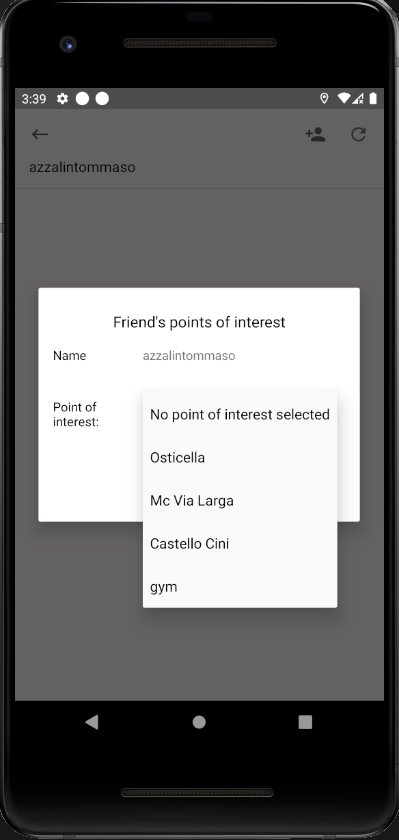 3:39
azzalintommaso
Friend's points of interest
Name azzalintommaso
Point of
interest:
No point of interest selected
Osticella
Mc Via Larga
Castello Cini
gym